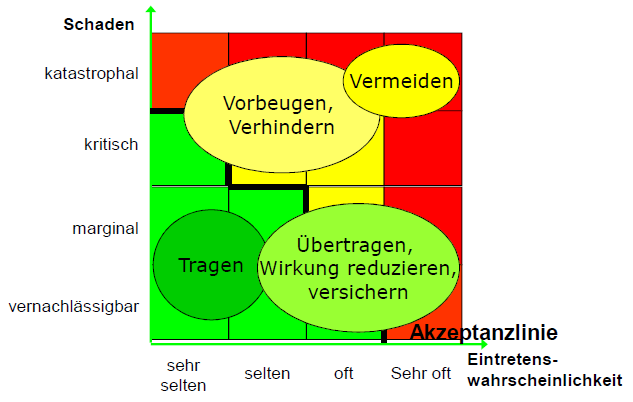 Schaden
katastrophal
kritisch
marginal
vernachlässigbar
Vorbeugen,
Verhindern
Vermeiden
Tragen
Übertragen,
Wirkung reduzieren,
versichern
Akzeptanzlinie
sehr
selten
selten
oft
Sehr oft
Eintretens-
wahrscheinlichkeit